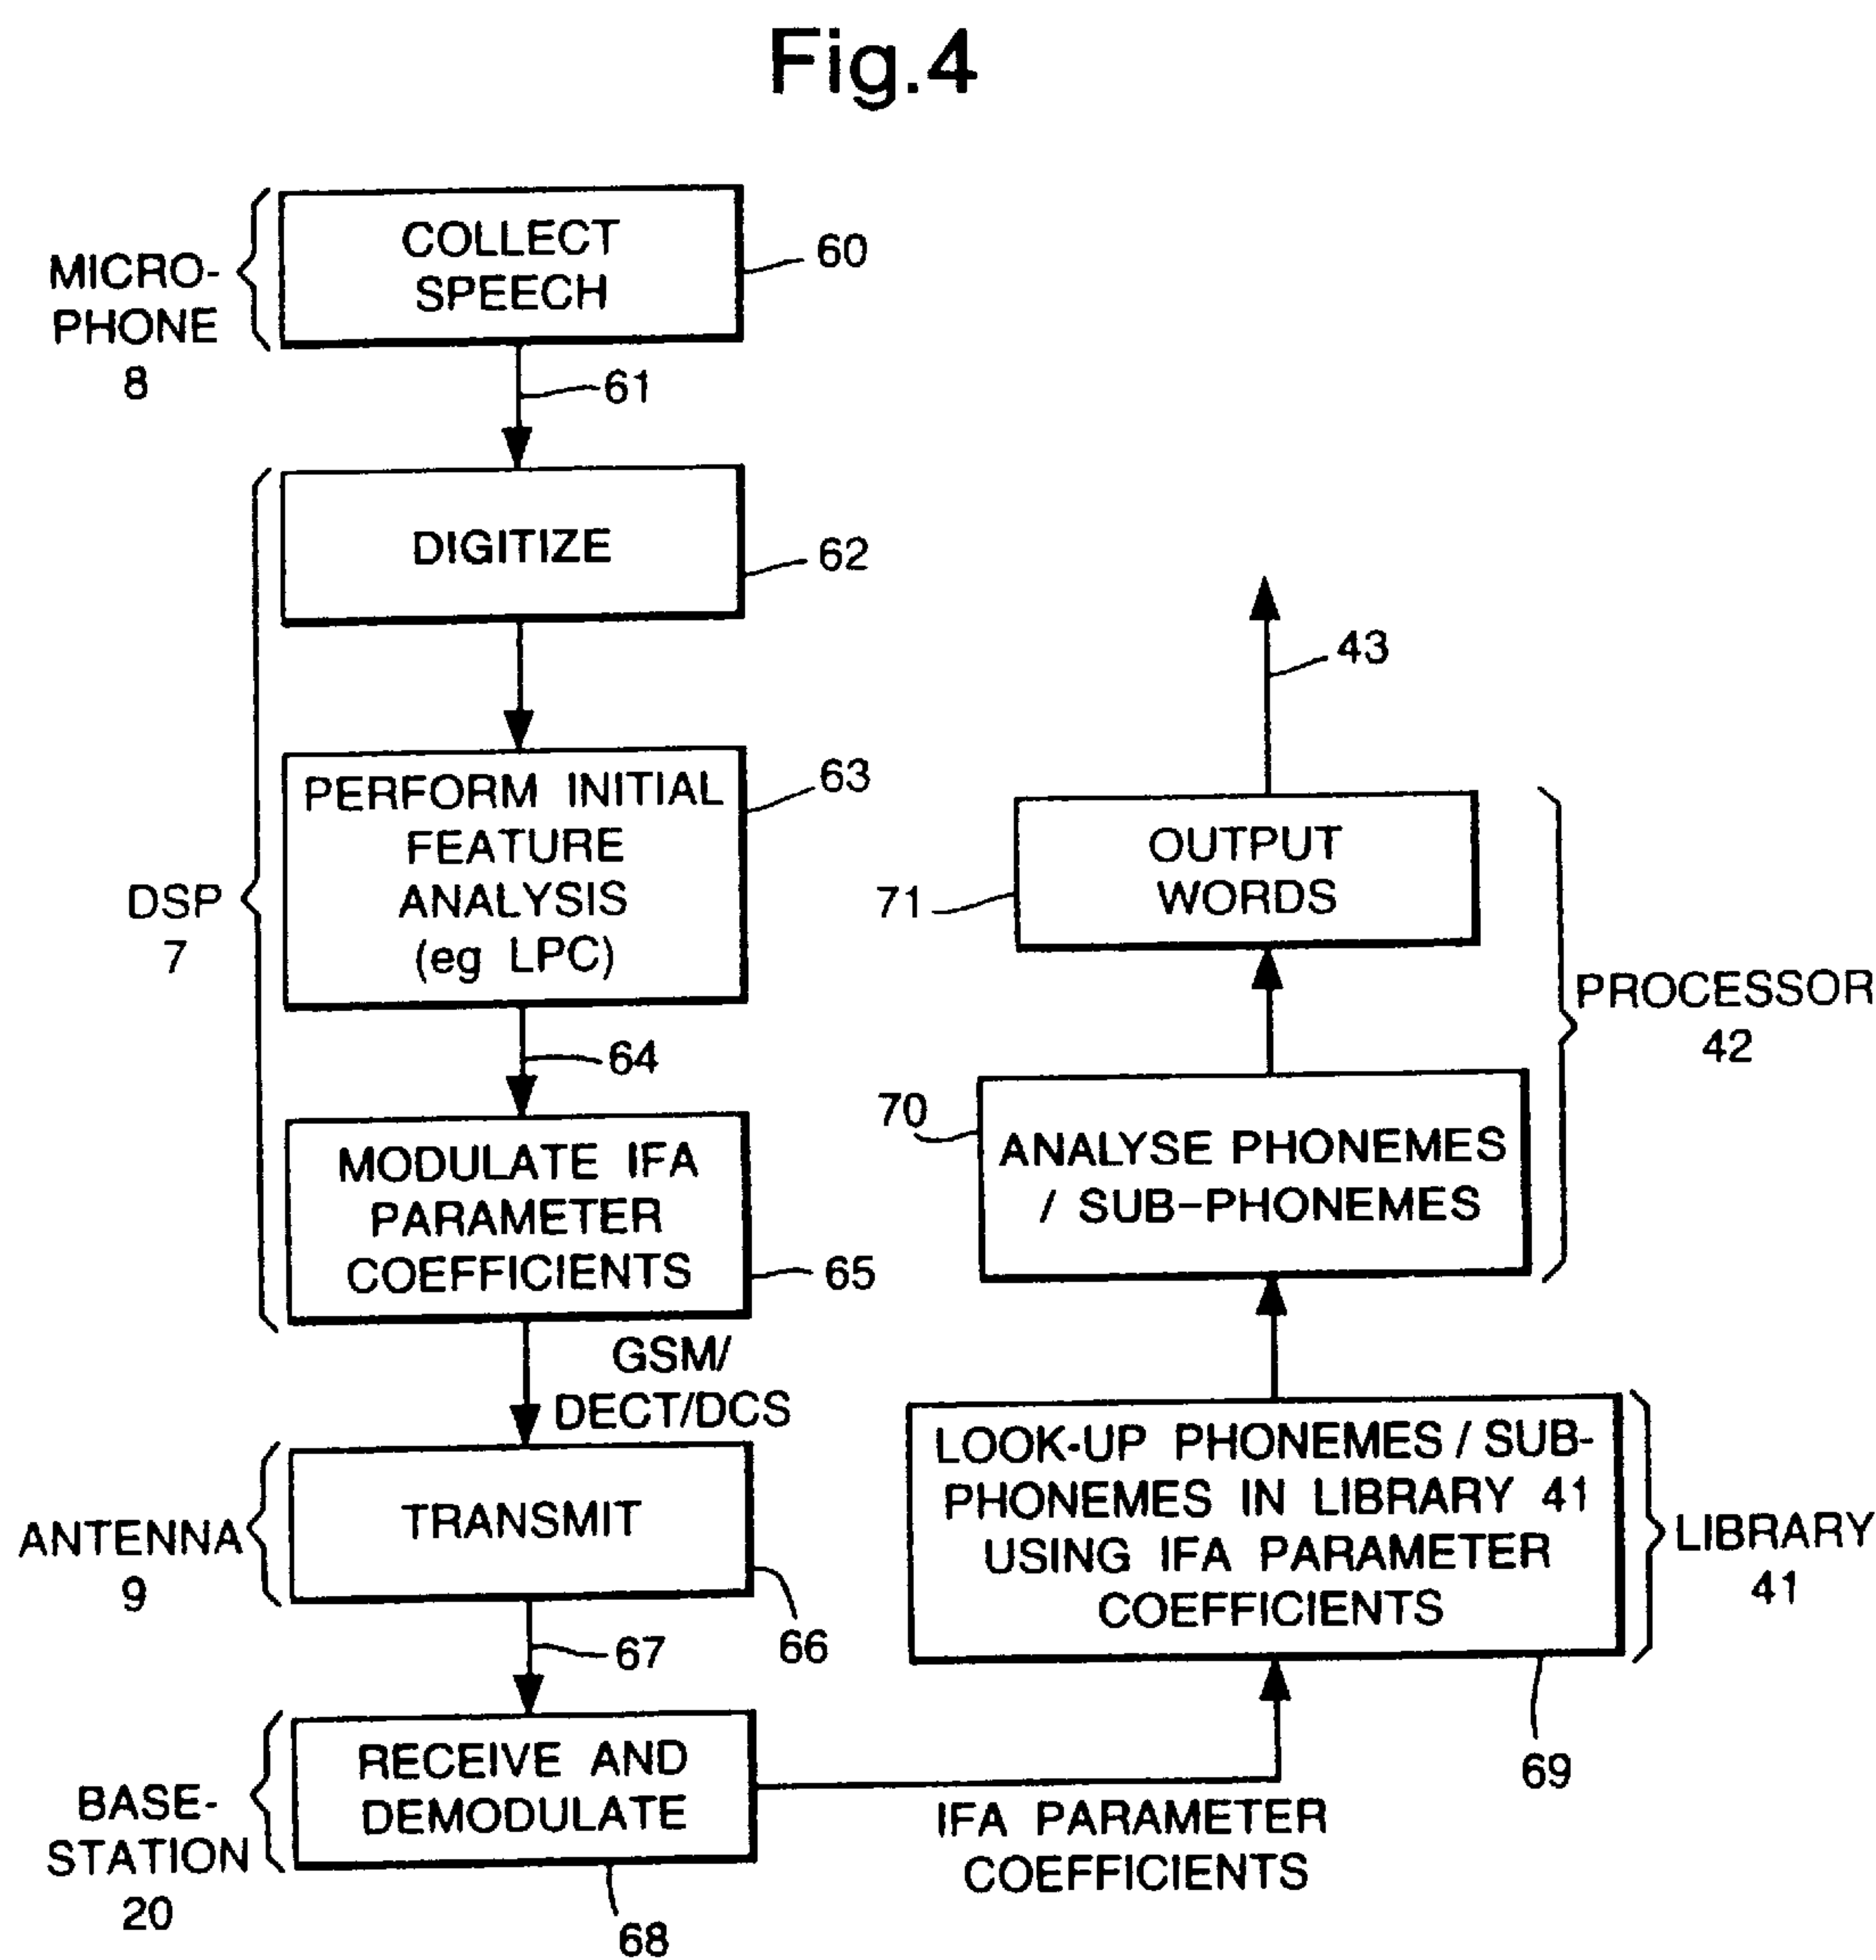 Fig.4
MICRO-
PHONE
8
COLLECT
SPEECH
60
61
DIGITIZE
62
DSP
7
PERFORM INITIAL
FEATURE
ANALYSIS
(eg LPC)
63
64
MODULATE IFA
PARAMETER
COEFFICIENTS
65
GSM/
DECT/DCS
ANTENNA
9
TRANSMIT
66
67
BASE-
STATION
20
RECEIVE AND
DEMODULATE
68
IFA PARAMETER
COEFFICIENTS
LOOK-UP PHONEMES / SUB-
PHONEMES IN LIBRARY 41
USING IFA PARAMETER
COEFFICIENTS
69
LIBRARY
41
70
ANALYSE PHONEMES
/ SUB-PHONEMES
PROCESSOR
42
71
OUTPUT
WORDS
43